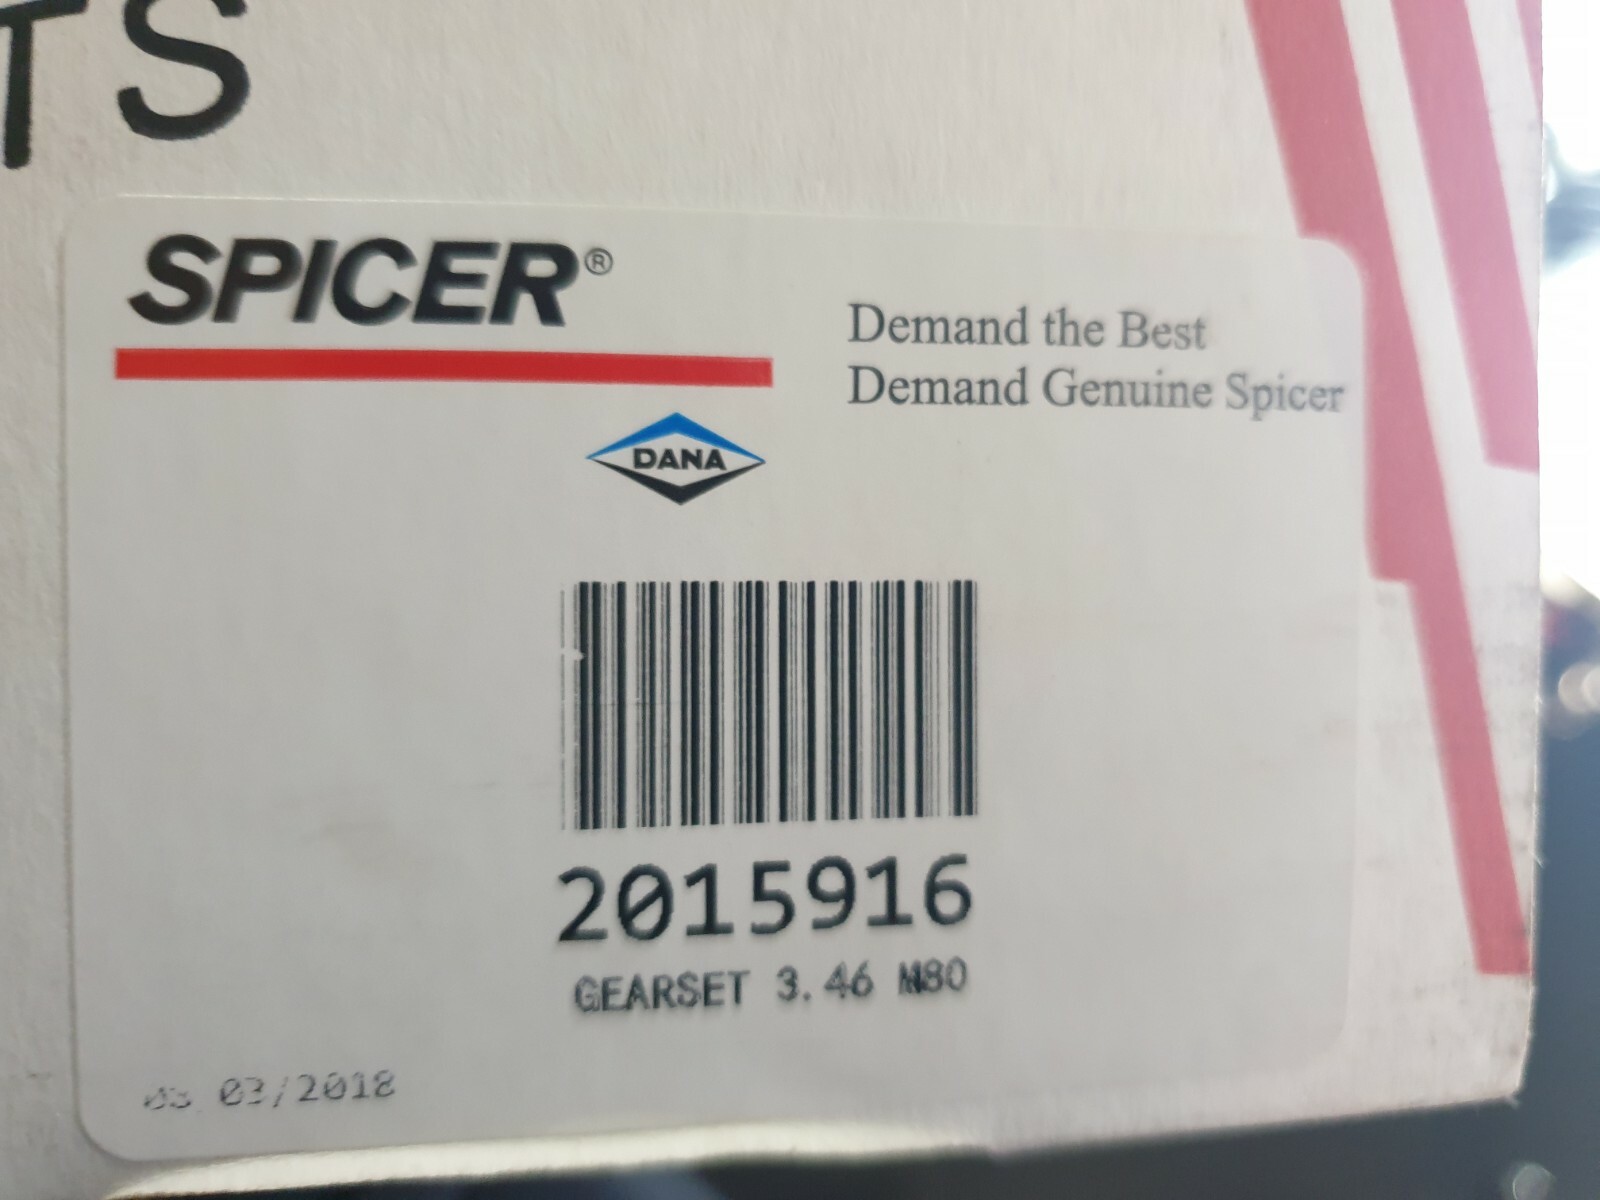 TS
SPICER®
Demand the Best
Demand Genuine Spicer
DANA
2015916
GEARSET 3.46 M80
03/2018